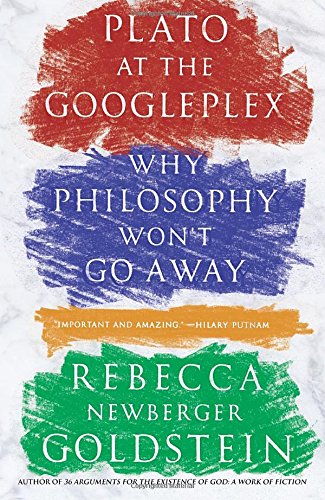 PLATO
AT THE
GOOGLEPLEX
WHY
PHILOSOPHY
WON'T
GO AWAY
"IMPORTANT AND AMAZING."—HILARY PUTNAM
REBECCA
NEWBERGER
GOLDSTEIN
AUTHOR OF 36 ARGUMENTS FOR THE EXISTENCE OF GOD: A WORK OF FICTION